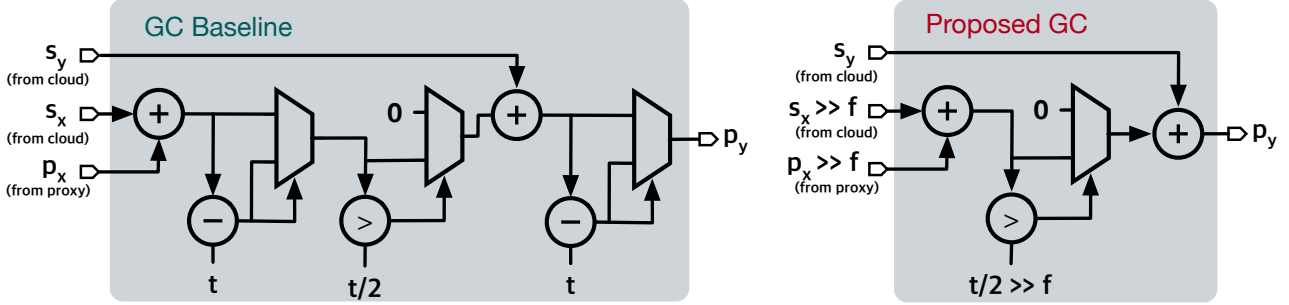 GC Baseline
s_y
(from cloud)
s_x
(from cloud)
p_x
(from proxy)
+
0
+
p_y
−
>
−
t
t/2
t
Proposed GC
s_y
(from cloud)
s_x >> f
(from cloud)
p_x >> f
(from proxy)
+
0
+
p_y
>
t/2 >> f